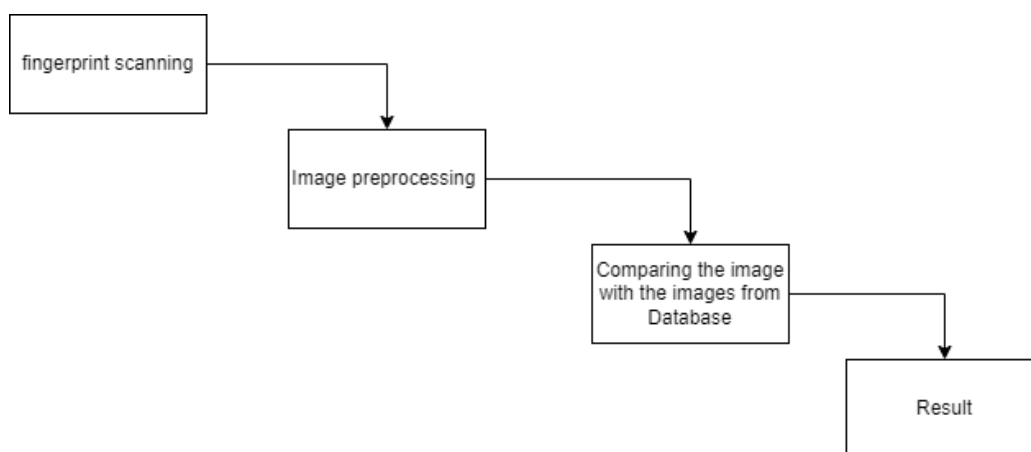 fingerprint scanning
Image preprocessing
Comparing the image
with the images from
Database
Result